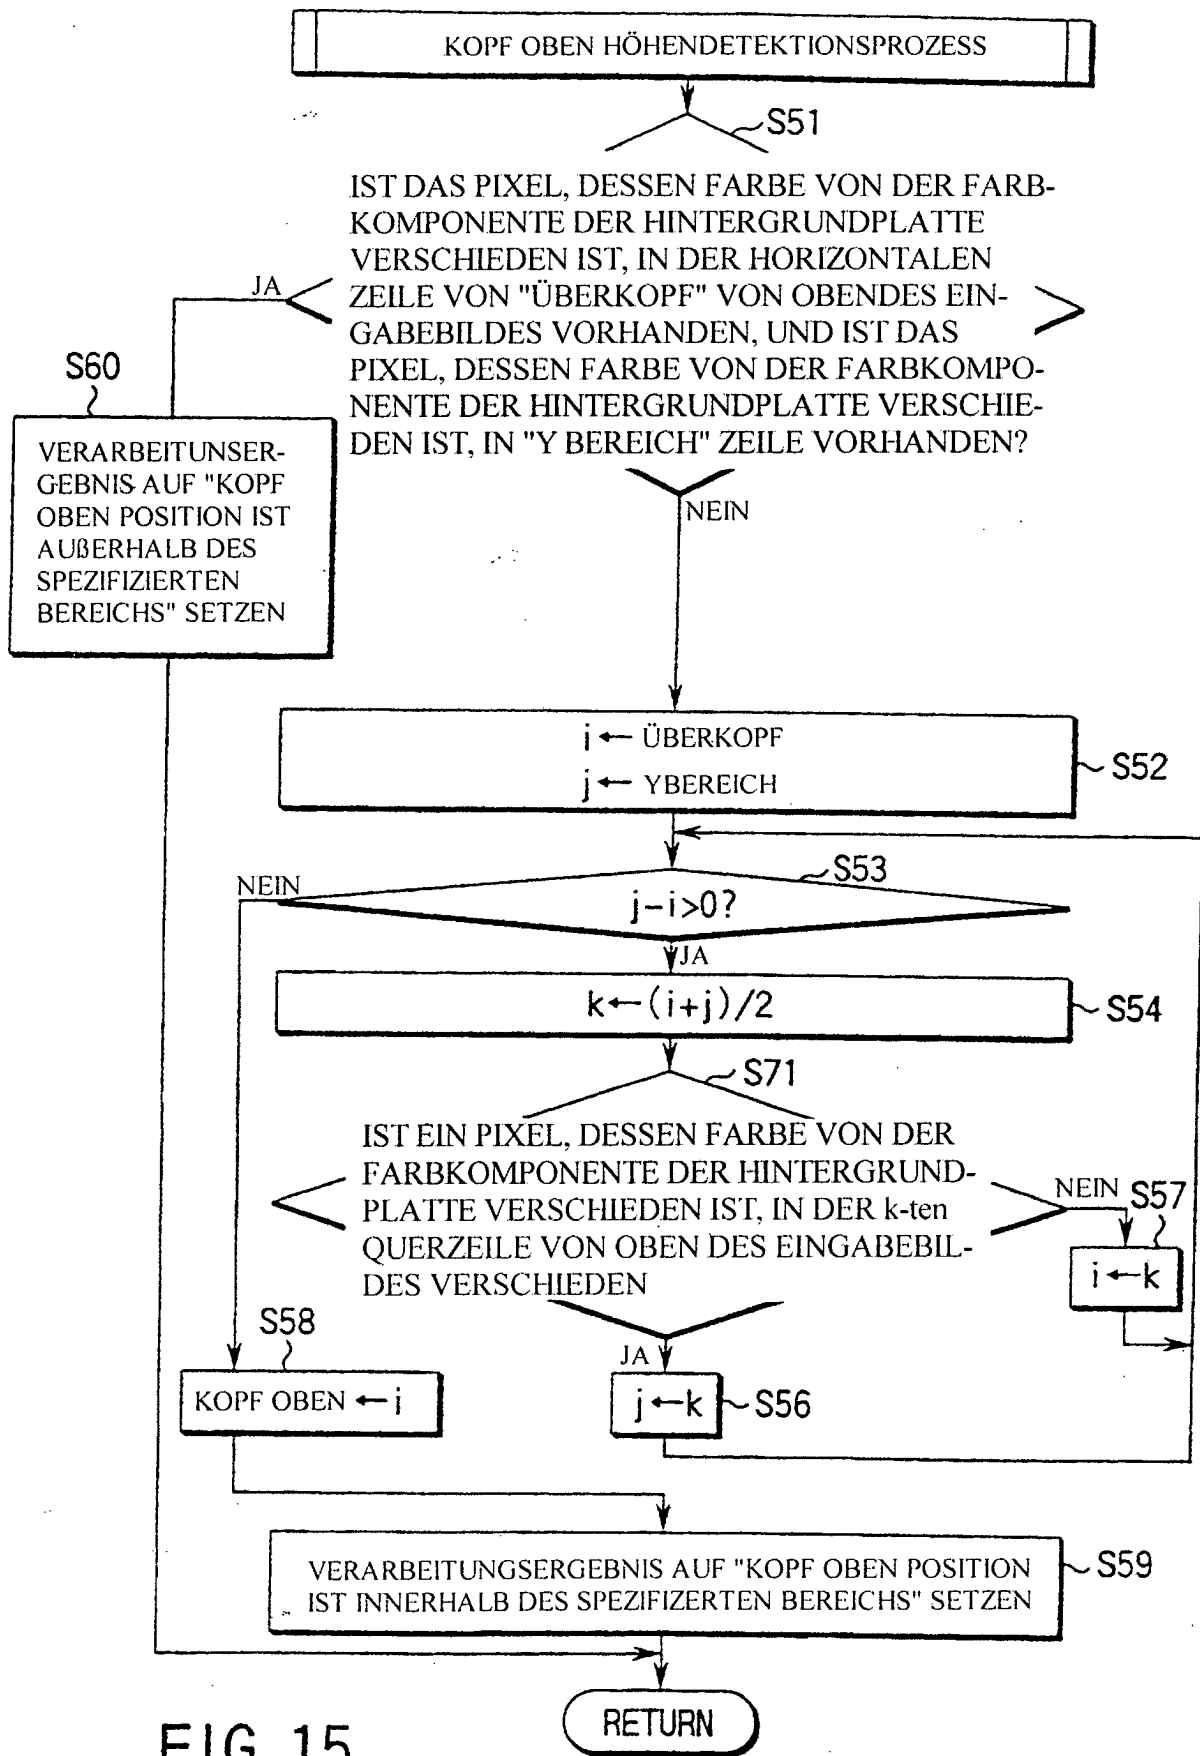 KOPF OBEN HÖHENDETEKTIONSPROZESS
S51
IST DAS PIXEL, DESSEN FARBE VON DER FARB-
KOMPONENTE DER HINTERGRUNDPLATTE
VERSCHIEDEN IST, IN DER HORIZONTALEN
ZEILE VON "ÜBERKOPF" VON OBENDES EIN-
GABEBILDES VORHANDEN, UND IST DAS
PIXEL, DESSEN FARBE VON DER FARBKOMPO-
NENTE DER HINTERGRUNDPLATTE VERSCHIE-
DEN IST, IN "Y BEREICH" ZEILE VORHANDEN?
JA
NEIN
S60
VERARBEITUNSER-
GEBNIS AUF "KOPF
OBEN POSITION IST
AUßERHALB DES
SPEZIFIZIERTEN
BEREICHS" SETZEN
i ← ÜBERKOPF
j ← YBEREICH
S52
S53
NEIN
j-i>0?
JA
k←(i+j)/2
S54
S71
IST EIN PIXEL, DESSEN FARBE VON DER
FARBKOMPONENTE DER HINTERGRUND-
PLATTE VERSCHIEDEN IST, IN DER k-ten
QUERZEILE VON OBEN DES EINGABEBIL-
DES VERSCHIEDEN
NEIN
S57
i←k
JA
j←k
S56
S58
KOPF OBEN ← i
VERARBEITUNGSERGEBNIS AUF "KOPF OBEN POSITION
IST INNERHALB DES SPEZIFIZERTEN BEREICHS" SETZEN
S59
RETURN
FIG. 15